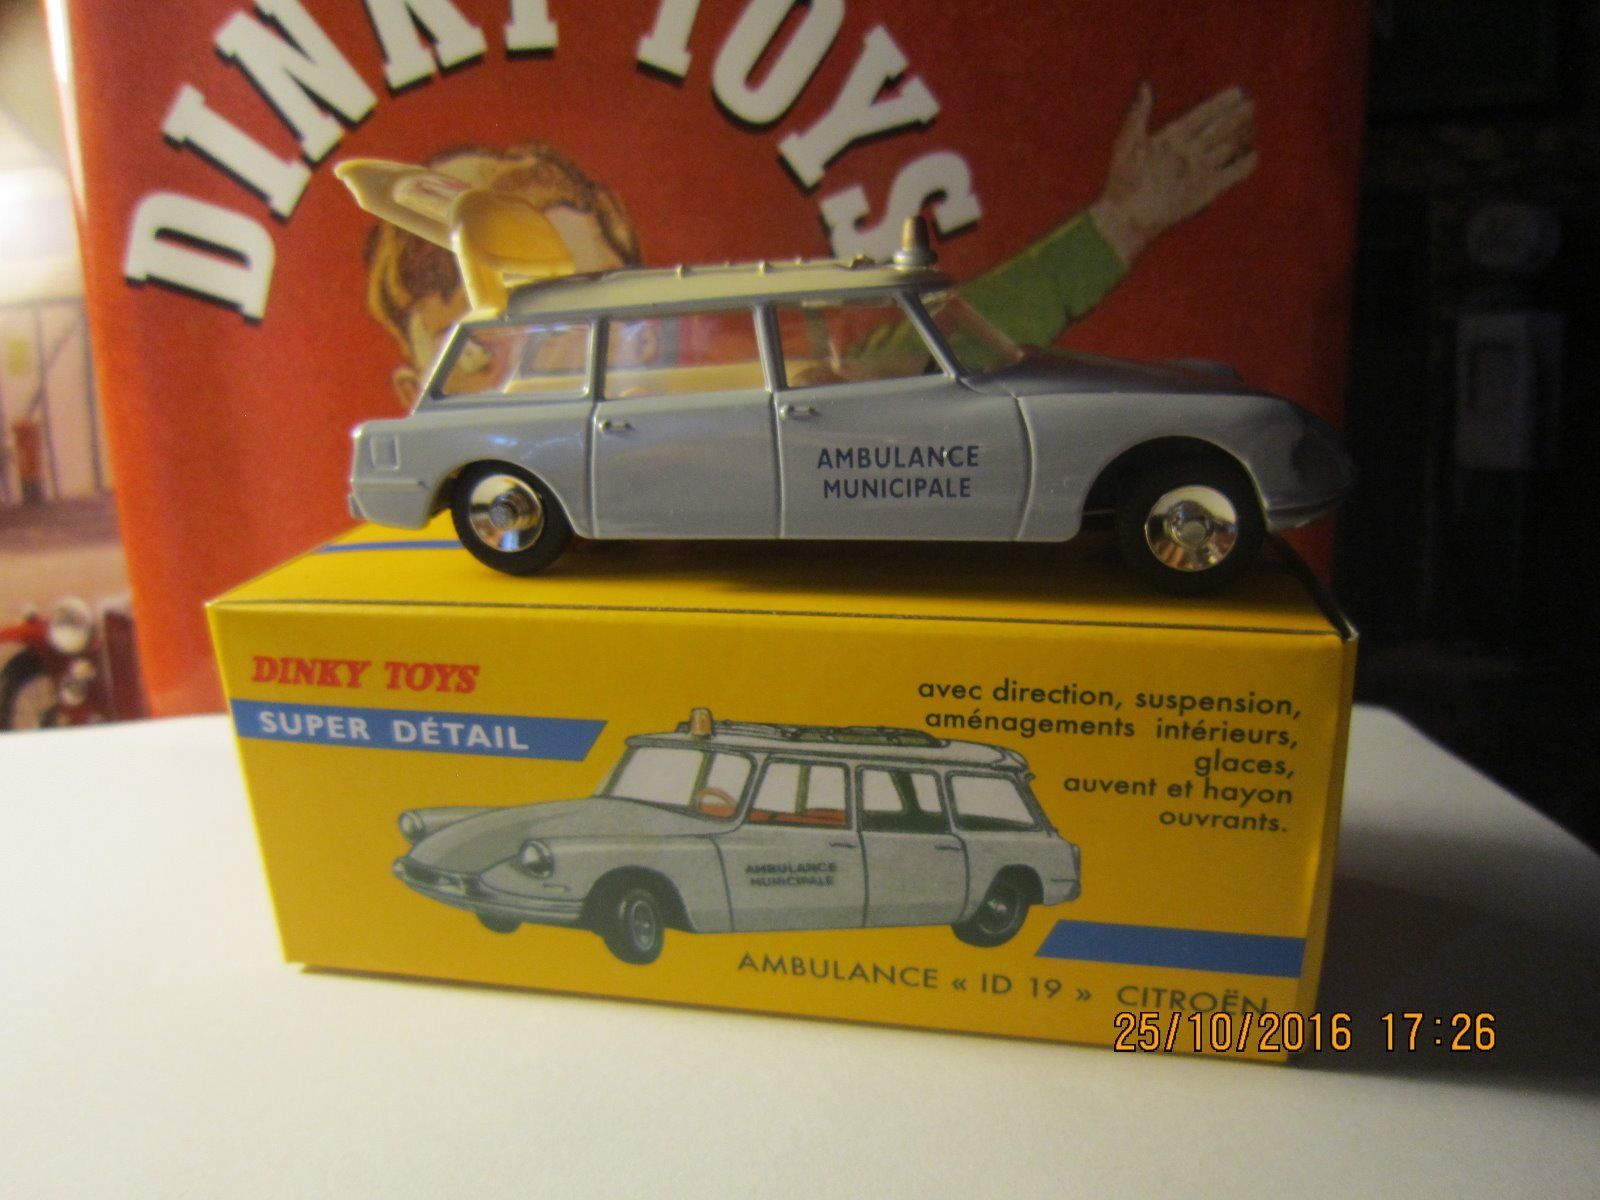 DINKY TOYS
AMBULANCE
MUNICIPALE
DINKY TOYS
SUPER DÉTAIL
avec direction, suspension,
aménagements intérieurs,
glaces,
auvent et hayon
ouvrants.
AMBULANCE
MUNICIPALE
AMBULANCE « ID 19 » CITROËN
25/10/2016 17:26